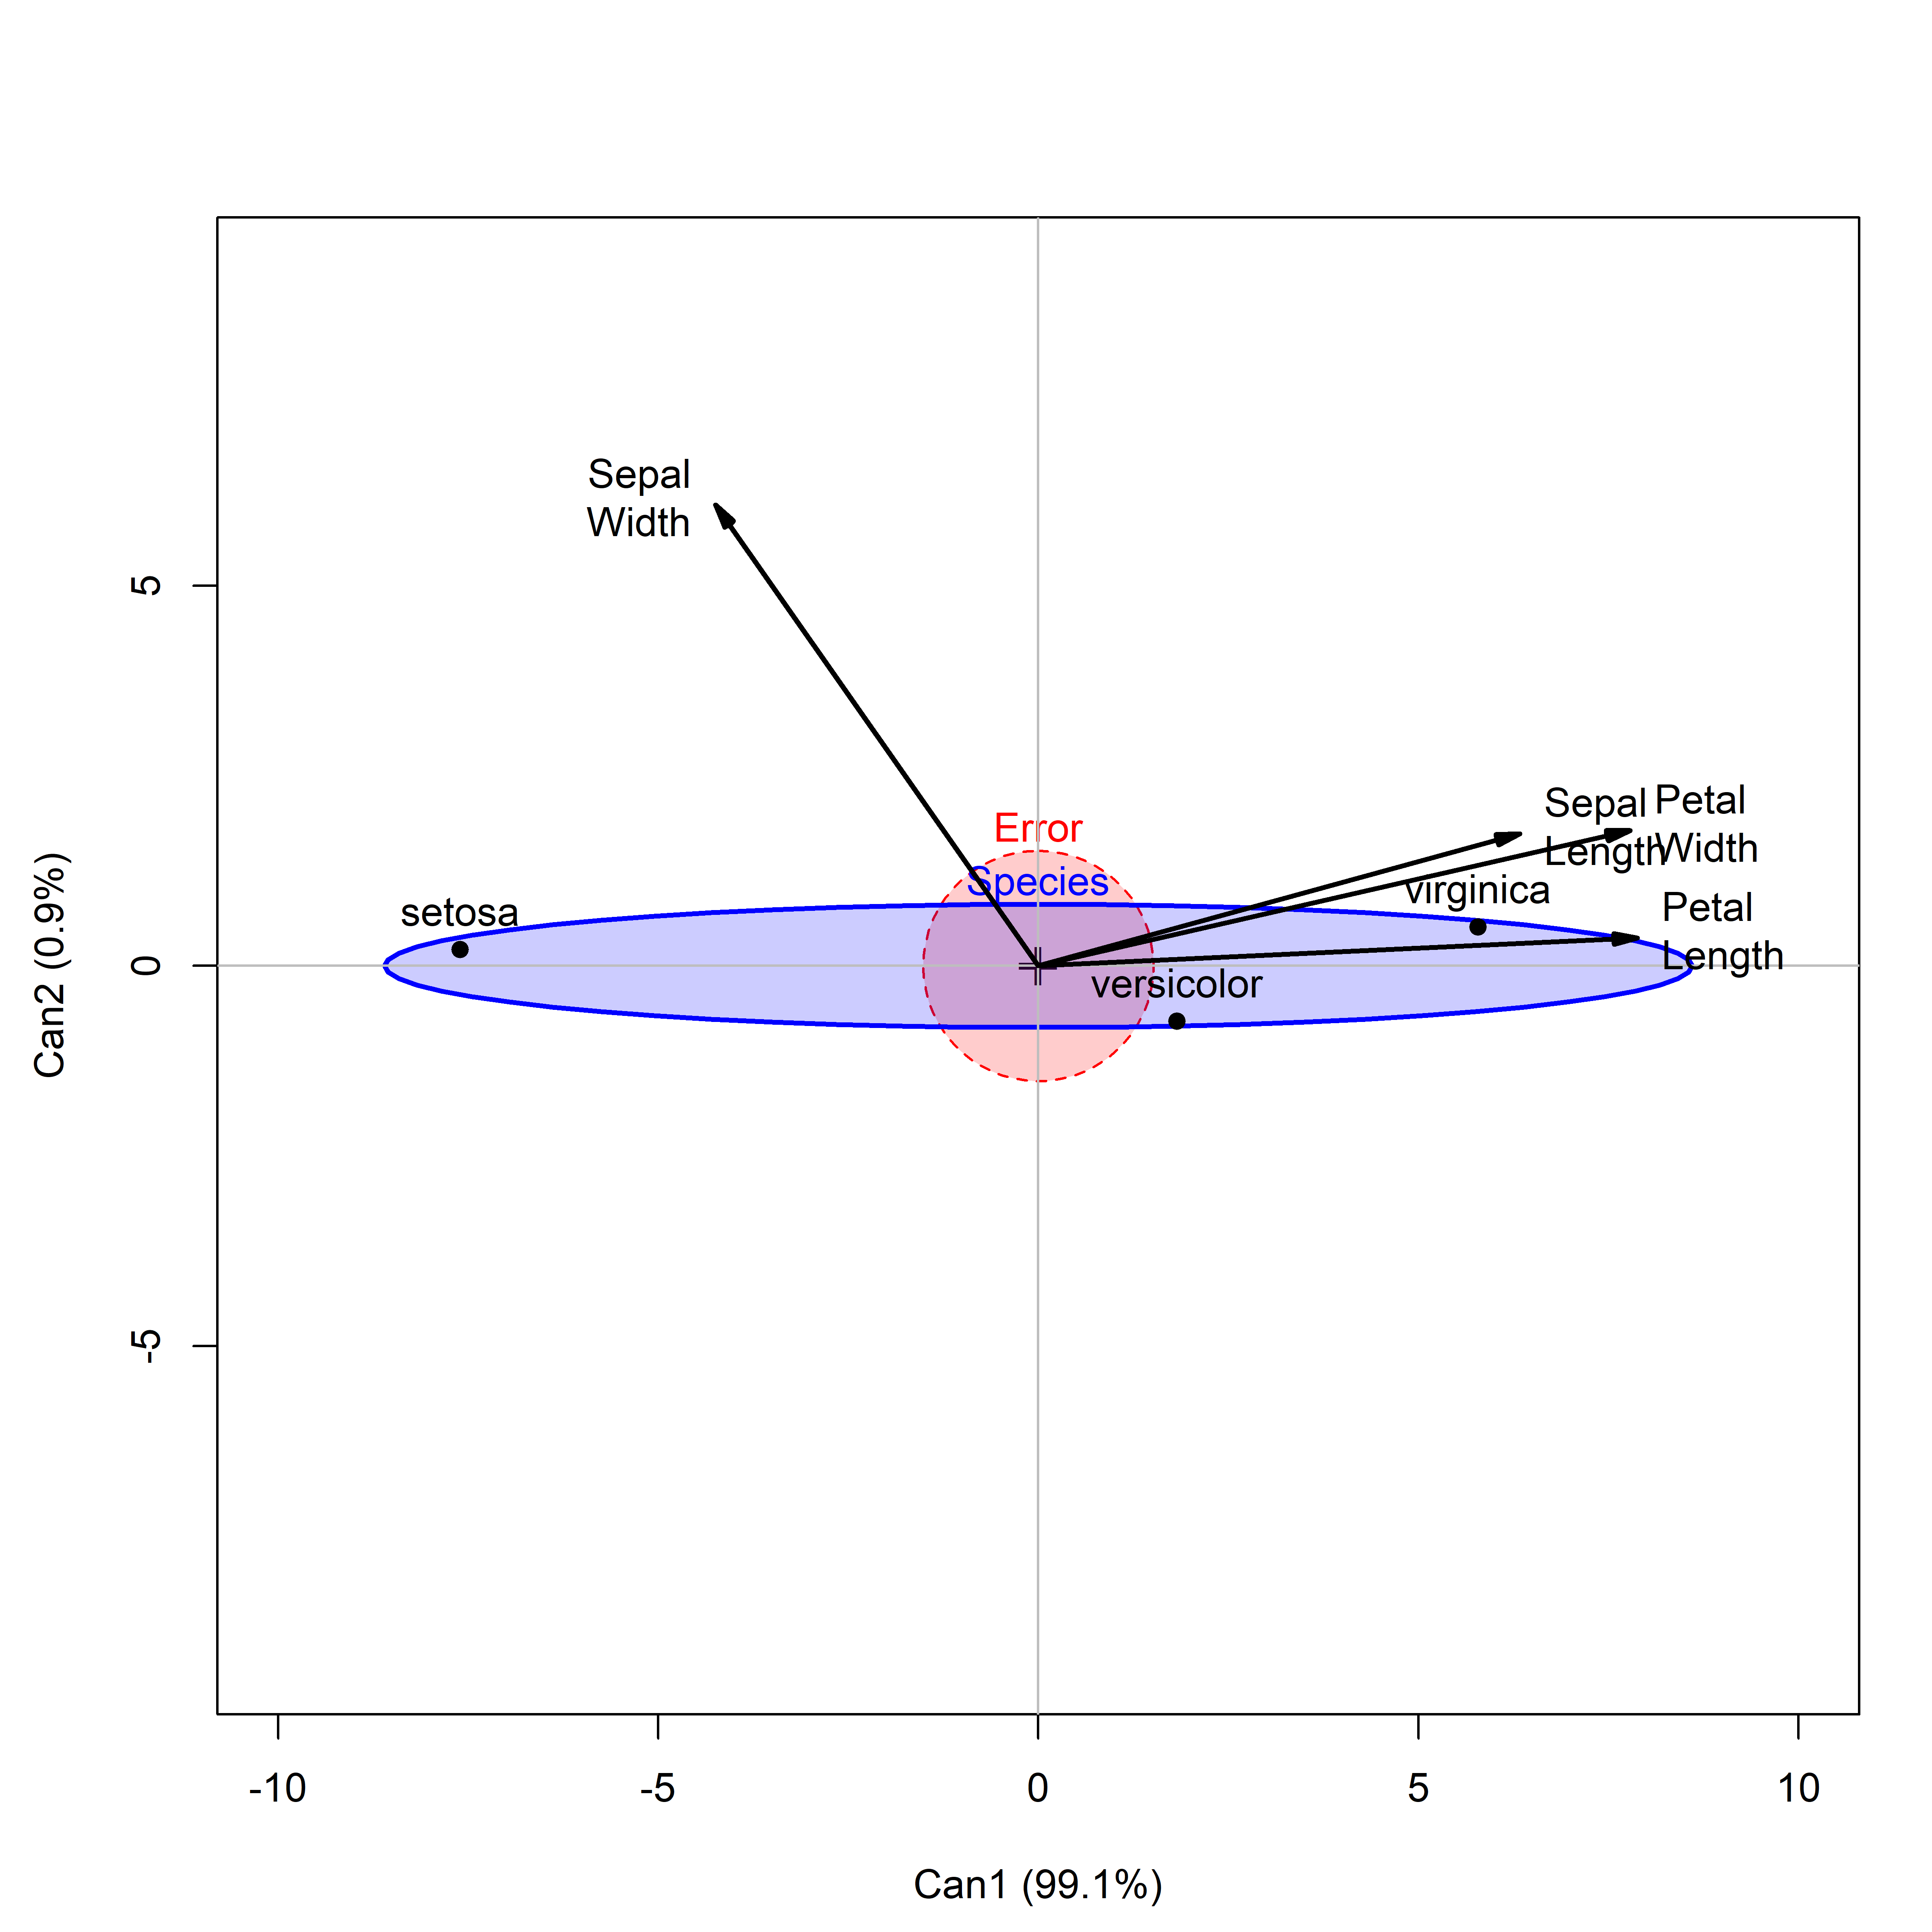 Sepal
Width
Error
Species
Sepal
Length
Petal
Width
virginica
Petal
Length
setosa
versicolor
5
0
-5
Can2 (0.9%)
-10
-5
0
5
10
Can1 (99.1%)